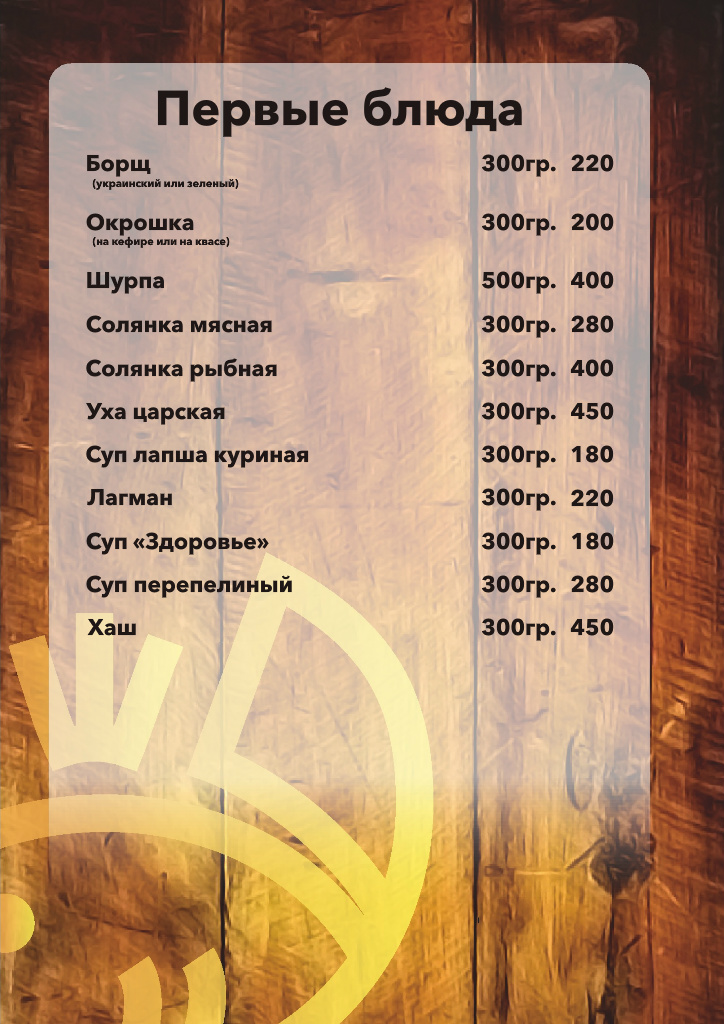 Первые блюда
Борщ 300гр. 220
(украинский или зеленый)
Окрошка 300гр. 200
(на кефире или на квасе)
Шурпа 500гр. 400
Солянка мясная 300гр. 280
Солянка рыбная 300гр. 400
Уха царская 300гр. 450
Суп лапша куриная 300гр. 180
Лагман 300гр. 220
Суп «Здоровье» 300гр. 180
Суп перепелиный 300гр. 280
Хаш 300гр. 450